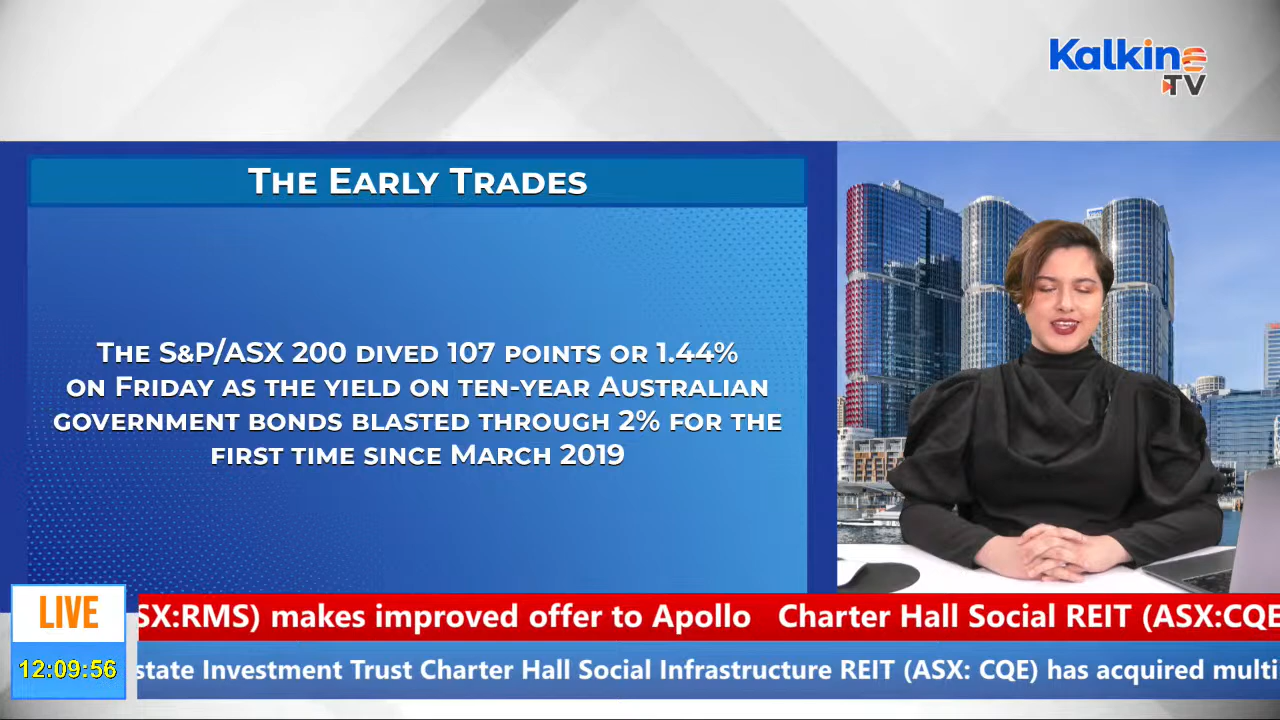 Kalkine
TV
The Early Trades
The S&P/ASX 200 dived 107 points or 1.44%
on Friday as the yield on ten-year Australian
government bonds blasted through 2% for the
first time since March 2019
LIVE
12:09:56
SX:RMS) makes improved offer to Apollo Charter Hall Social REIT (ASX:CQE
state Investment Trust Charter Hall Social Infrastructure REIT (ASX: CQE) has acquired multi